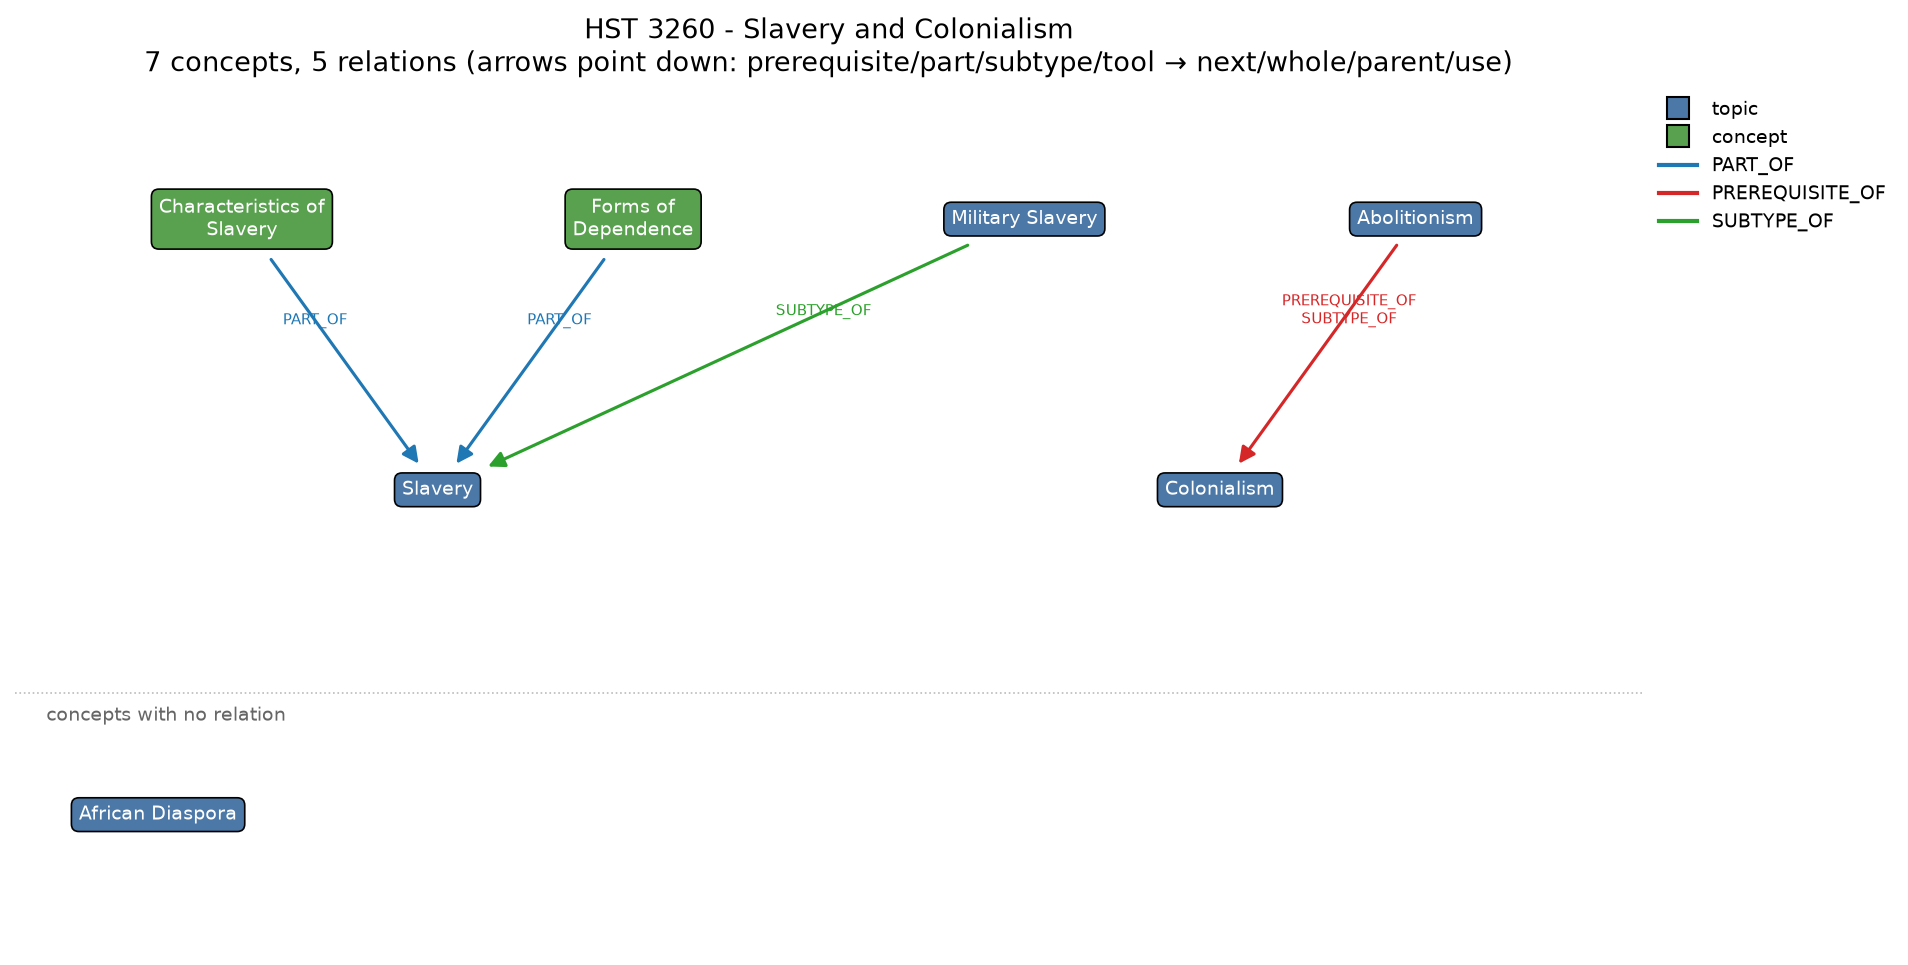 HST 3260 - Slavery and Colonialism
7 concepts, 5 relations (arrows point down: prerequisite/part/subtype/tool → next/whole/parent/use)
topic
concept
PART_OF
PREREQUISITE_OF
SUBTYPE_OF
Characteristics of
Slavery
Forms of
Dependence
Military Slavery
Abolitionism
PART_OF
PART_OF
SUBTYPE_OF
PREREQUISITE_OF
SUBTYPE_OF
Slavery
Colonialism
concepts with no relation
African Diaspora